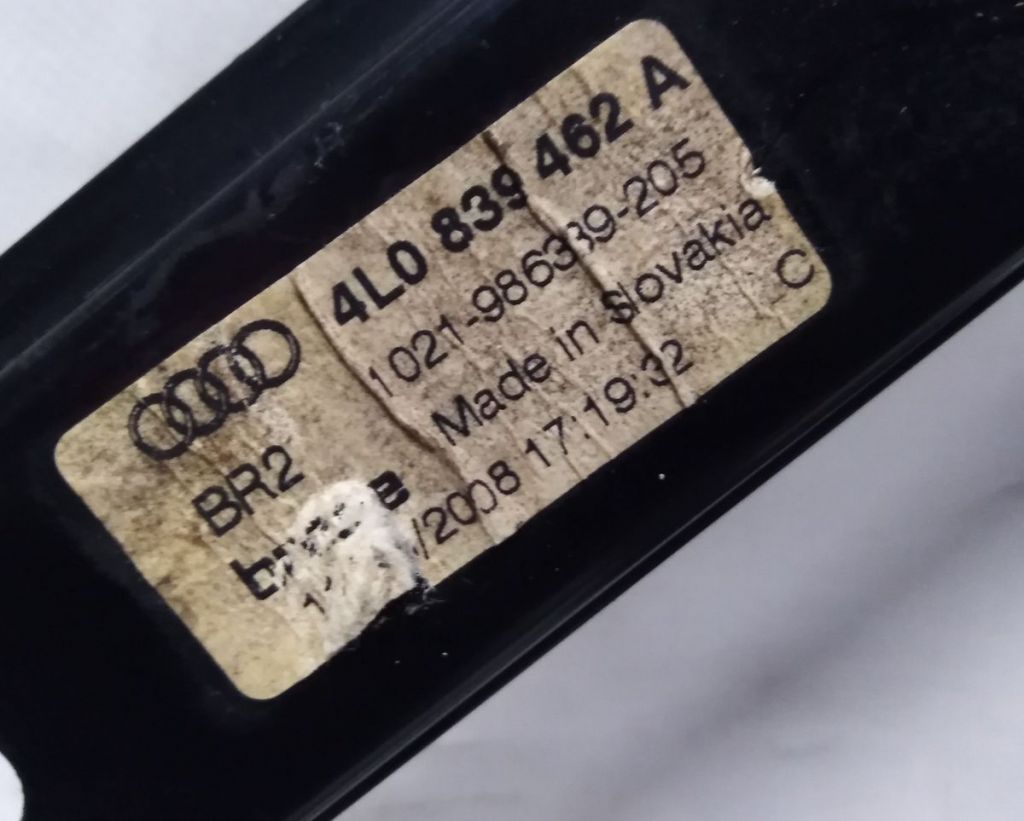 4L0 839 462 A
1021-986339-205
Made in Slovakia
C
BR2
/2008 17:19:32